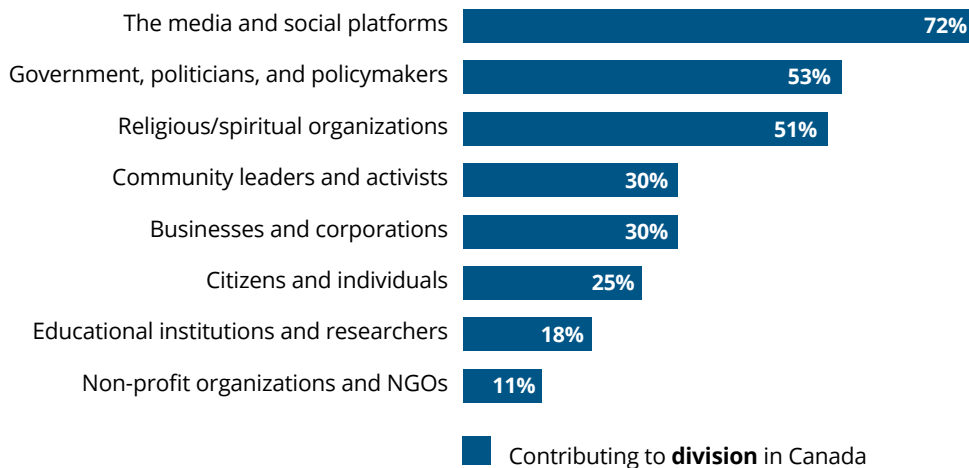 The media and social platforms 72%
Government, politicians, and policymakers 53%
Religious/spiritual organizations 51%
Community leaders and activists 30%
Businesses and corporations 30%
Citizens and individuals 25%
Educational institutions and researchers 18%
Non-profit organizations and NGOs 11%
Contributing to division in Canada